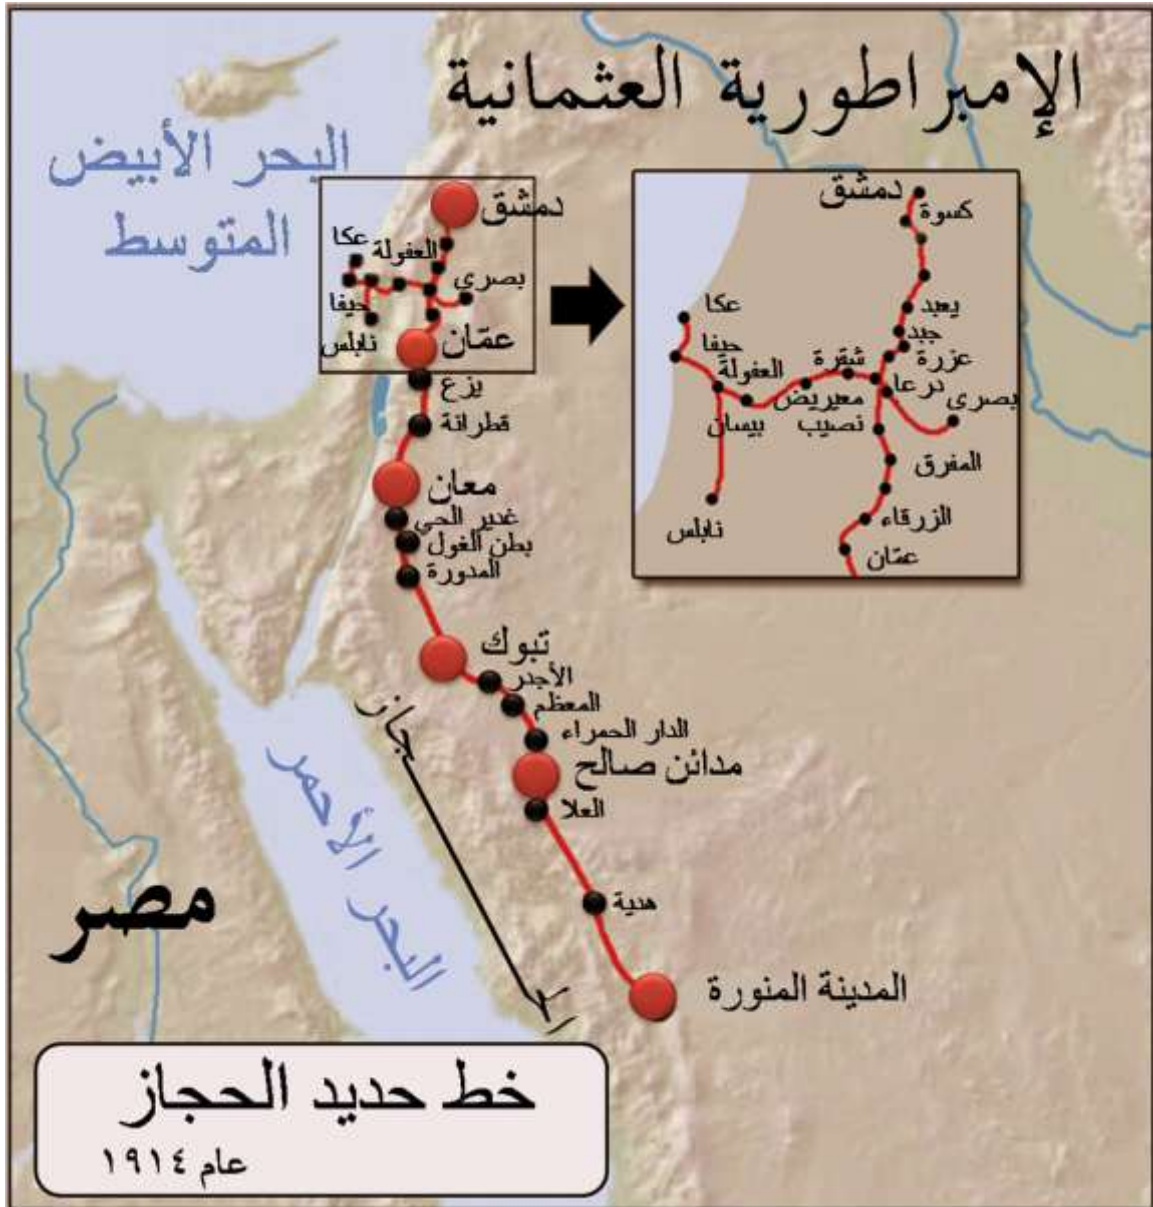 الإمبراطورية العثمانية
البحر الأبيض
المتوسط
دمشق
عكا
العفولة
بصرى
حيفا
نابلس
عمّان
يزع
قطرانة
معان
غدير الحي
بطن الغول
المدورة
تبوك
الأجدر
المعظم
الدار الحمراء
مدائن صالح
العلا
هدية
المدينة المنورة
دمشق
كسوة
يعبد
جبد
عزرة
درعا
بصرى
شقرة
معيريض
نصيب
عكا
حيفا
العفولة
بيسان
نابلس
المفرق
الزرقاء
عمّان
الحجاز
البحر الأحمر
مصر
خط حديد الحجاز
عام ١٩١٤